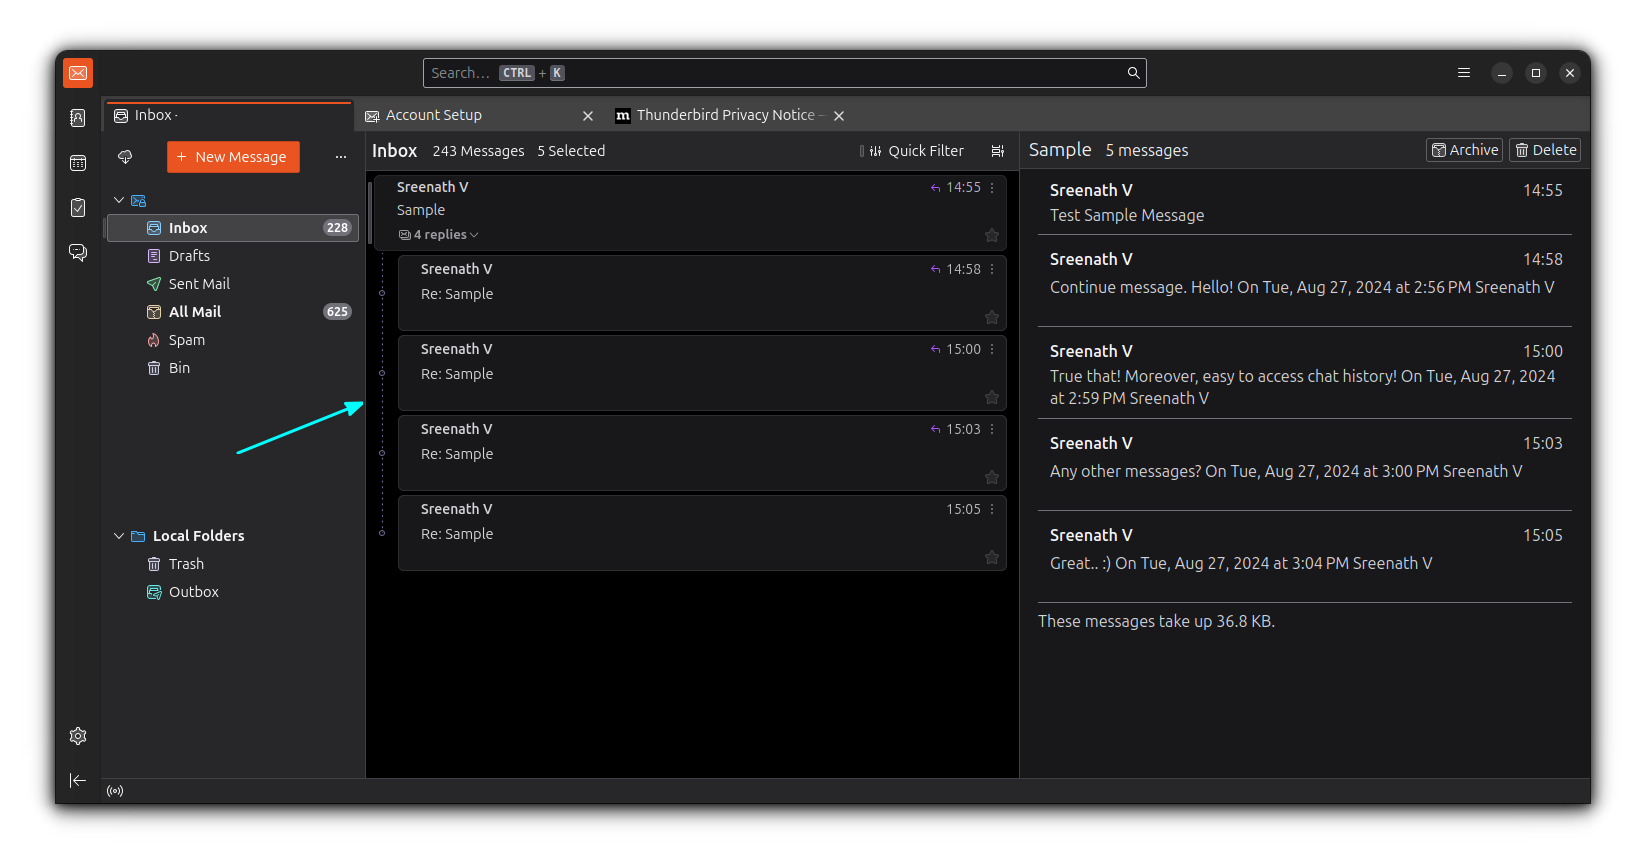 Search... CTRL + K
Inbox ·
Account Setup
m Thunderbird Privacy Notice –
+ New Message
Inbox 228
Drafts
Sent Mail
All Mail 625
Spam
Bin
Local Folders
Trash
Outbox
Inbox 243 Messages 5 Selected
Quick Filter
Sreenath V 14:55
Sample
4 replies
Sreenath V 14:58
Re: Sample
Sreenath V 15:00
Re: Sample
Sreenath V 15:03
Re: Sample
Sreenath V 15:05
Re: Sample
Sample 5 messages
Archive Delete
Sreenath V 14:55
Test Sample Message
Sreenath V 14:58
Continue message. Hello! On Tue, Aug 27, 2024 at 2:56 PM Sreenath V
Sreenath V 15:00
True that! Moreover, easy to access chat history! On Tue, Aug 27, 2024
at 2:59 PM Sreenath V
Sreenath V 15:03
Any other messages? On Tue, Aug 27, 2024 at 3:00 PM Sreenath V
Sreenath V 15:05
Great.. :) On Tue, Aug 27, 2024 at 3:04 PM Sreenath V
These messages take up 36.8 KB.